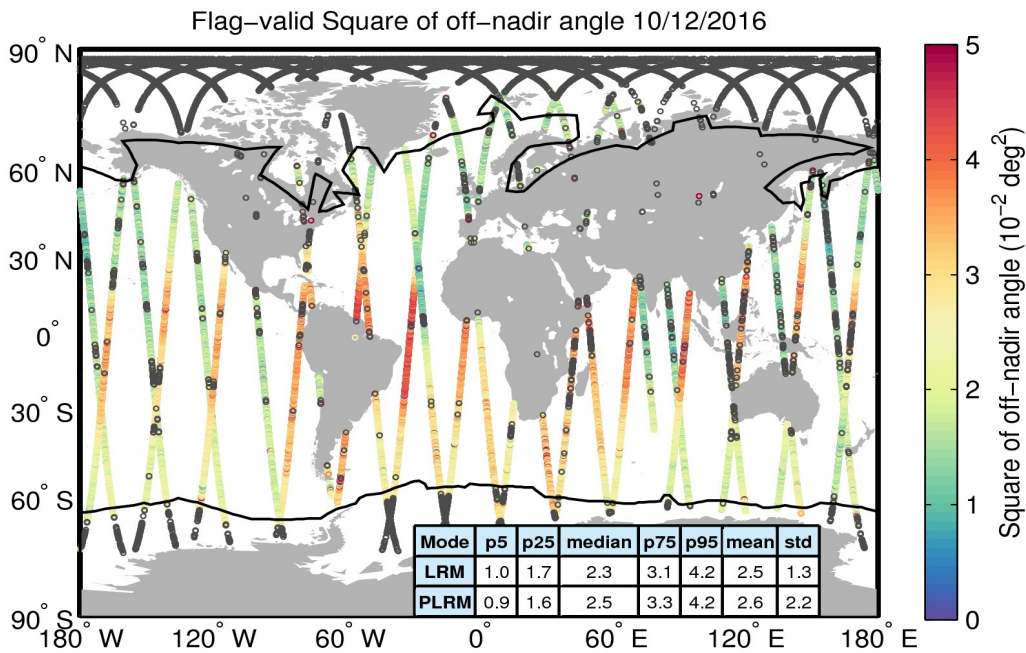 Flag−valid Square of off−nadir angle 10/12/2016
90° N
60° N
30° N
0°
30° S
60° S
90° S
180° W
120° W
60° W
0°
60° E
120° E
180° E
Mode p5 p25 median p75 p95 mean std
LRM 1.0 1.7 2.3 3.1 4.2 2.5 1.3
PLRM 0.9 1.6 2.5 3.3 4.2 2.6 2.2
5
4
3
2
1
0
Square of off−nadir angle (10⁻² deg²)